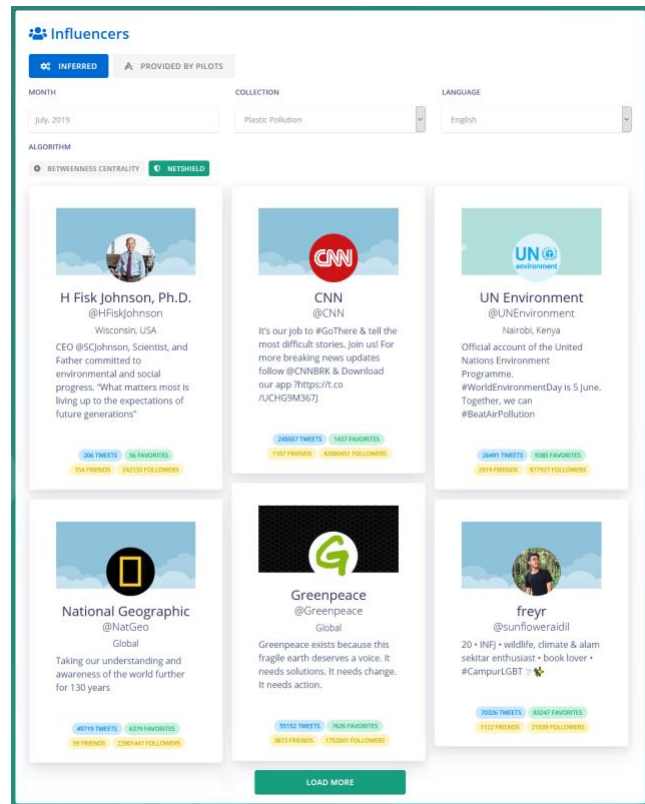 Influencers
INFERRED
PROVIDED BY PILOTS
MONTH
COLLECTION
LANGUAGE
July, 2019
Plastic Pollution
English
ALGORITHM
BETWEENNESS CENTRALITY
NETSHIELD
H Fisk Johnson, Ph.D.
@HFiskJohnson
Wisconsin, USA
CEO @SCJohnson, Scientist, and
Father committed to
environmental and social
progress. "What matters most is
living up to the expectations of
future generations"
206 TWEETS 56 FAVORITES
154 FRIENDS 242133 FOLLOWERS
CNN
CNN
@CNN
It's our job to #GoThere & tell the
most difficult stories. Join us! For
more breaking news updates
follow @CNNBRK & Download
our app ?https://t.co
/UCHG9M367J
245557 TWEETS 1437 FAVORITES
1107 FRIENDS FOLLOWERS
UN
environment
UN Environment
@UNEnvironment
Nairobi, Kenya
Official account of the United
Nations Environment
Programme.
#WorldEnvironmentDay is 5 June.
Together, we can
#BeatAirPollution
26491 TWEETS 9385 FAVORITES
2919 FRIENDS 877927 FOLLOWERS
National Geographic
@NatGeo
Global
Taking our understanding and
awareness of the world further
for 130 years
49719 TWEETS 6379 FAVORITES
59 FRIENDS 22901447 FOLLOWERS
G
Greenpeace
@Greenpeace
Global
Greenpeace exists because this
fragile earth deserves a voice. It
needs solutions. It needs change.
It needs action.
55152 TWEETS 7626 FAVORITES
3873 FRIENDS 1752001 FOLLOWERS
freyr
@sunfloweraidil
20 • INFJ • wildlife, climate & alam
sekitar enthusiast • book lover •
#CampurLGBT
70326 TWEETS 93247 FAVORITES
1122 FRIENDS 21039 FOLLOWERS
LOAD MORE